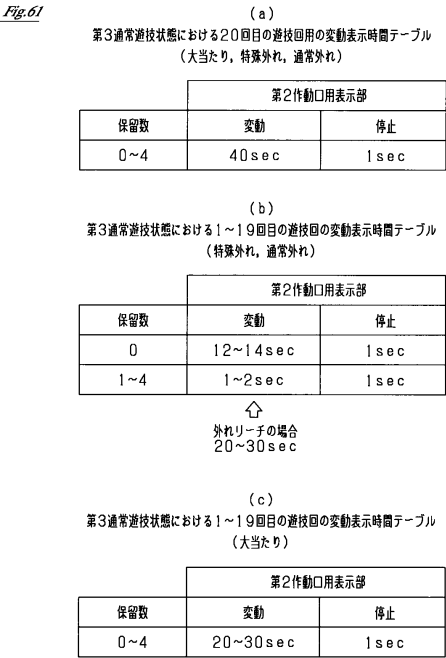 Fig.61
(a)
第3通常遊技状態における20回目の遊技回用の変動表示時間テーブル
(大当たり，特殊外れ，通常外れ)
第2作動口用表示部
保留数 変動 停止
0~4 40sec 1sec
(b)
第3通常遊技状態における1~19回目の遊技回の変動表示時間テーブル
(特殊外れ，通常外れ)
第2作動口用表示部
保留数 変動 停止
0 12~14sec 1sec
1~4 1~2sec 1sec
外れリーチの場合
20~30sec
(c)
第3通常遊技状態における1~19回目の遊技回の変動表示時間テーブル
(大当たり)
第2作動口用表示部
保留数 変動 停止
0~4 20~30sec 1sec